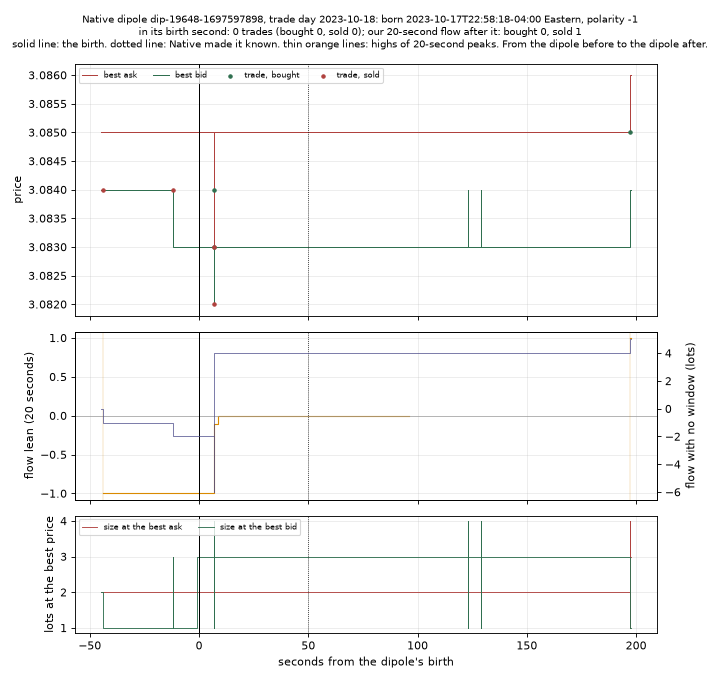 Native dipole dip-19648-1697597898, trade day 2023-10-18: born 2023-10-17T22:58:18-04:00 Eastern, polarity -1
in its birth second: 0 trades (bought 0, sold 0); our 20-second flow after it: bought 0, sold 1
solid line: the birth. dotted line: Native made it known. thin orange lines: highs of 20-second peaks. From the dipole before to the dipole after.
best ask best bid trade, bought trade, sold
3.0860
3.0855
3.0850
3.0845
3.0840
3.0835
3.0830
3.0825
3.0820
price
1.0
0.5
0.0
−0.5
−1.0
flow lean (20 seconds)
4
2
0
−2
−4
−6
flow with no window (lots)
size at the best ask size at the best bid
4
3
2
1
lots at the best price
−50 0 50 100 150 200
seconds from the dipole's birth